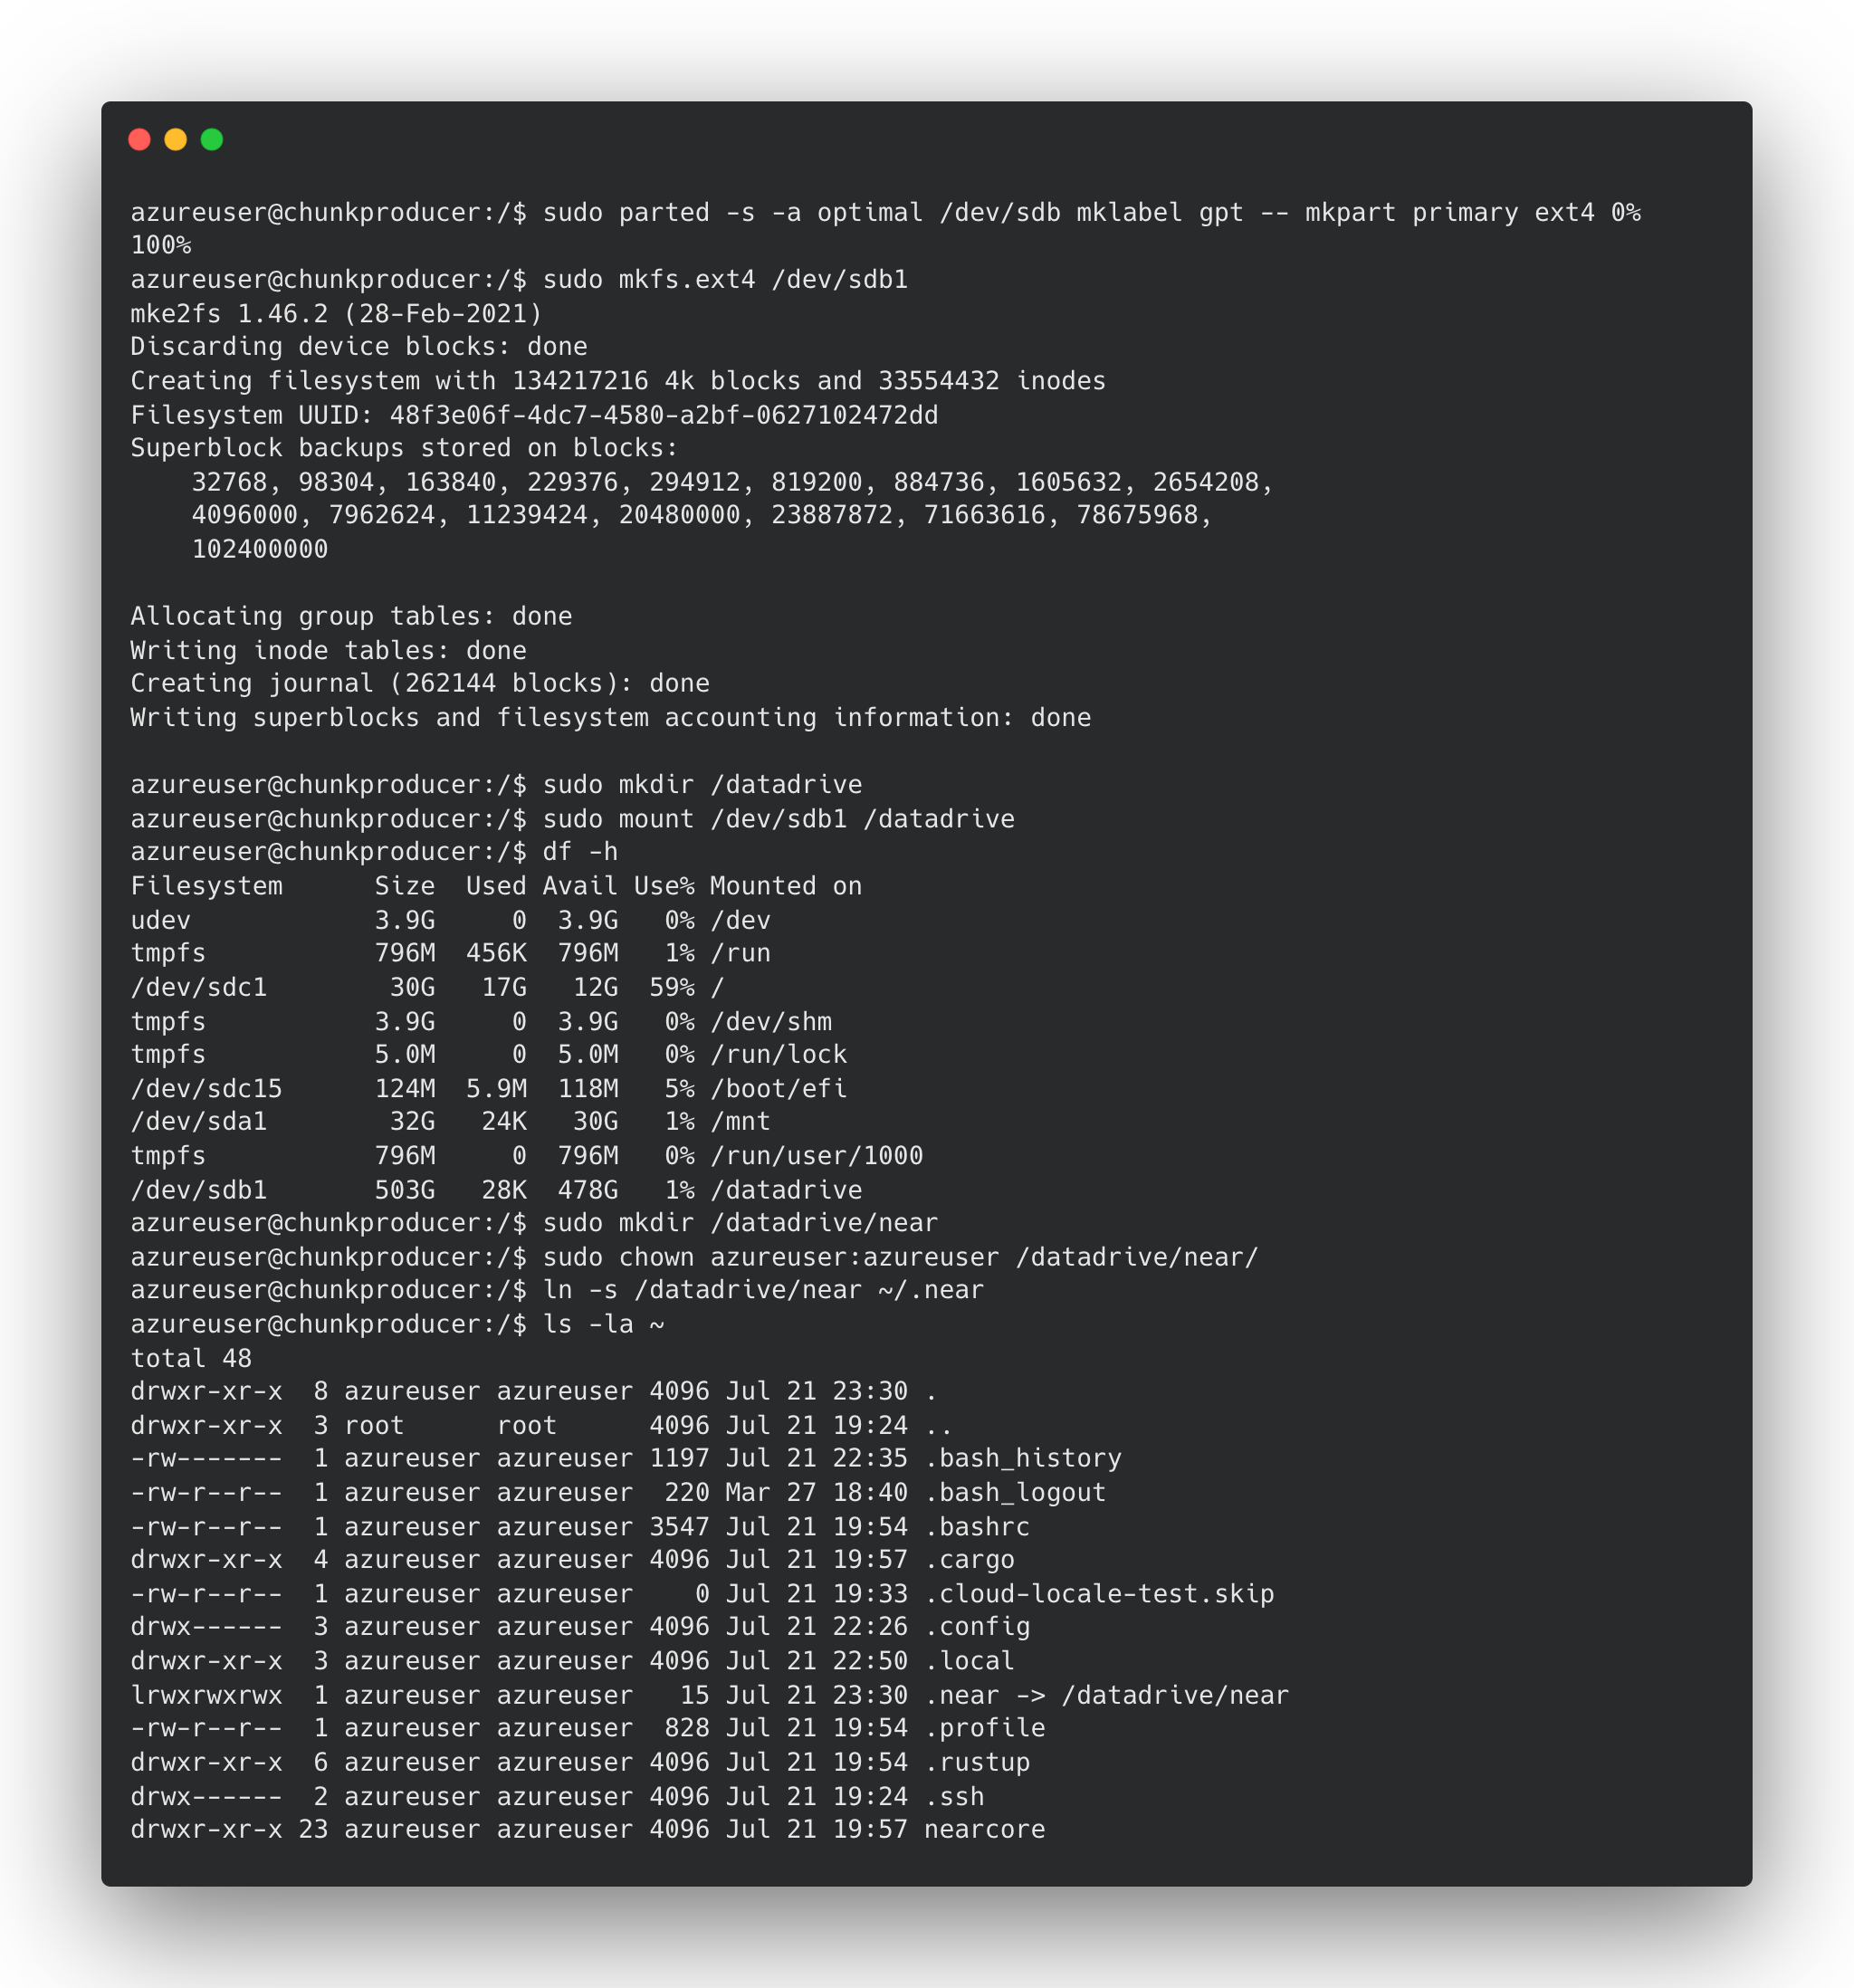 azureuser@chunkproducer:/$ sudo parted -s -a optimal /dev/sdb mklabel gpt -- mkpart primary ext4 0%
100%
azureuser@chunkproducer:/$ sudo mkfs.ext4 /dev/sdb1
mke2fs 1.46.2 (28-Feb-2021)
Discarding device blocks: done
Creating filesystem with 134217216 4k blocks and 33554432 inodes
Filesystem UUID: 48f3e06f-4dc7-4580-a2bf-0627102472dd
Superblock backups stored on blocks:
    32768, 98304, 163840, 229376, 294912, 819200, 884736, 1605632, 2654208,
    4096000, 7962624, 11239424, 20480000, 23887872, 71663616, 78675968,
    102400000

Allocating group tables: done
Writing inode tables: done
Creating journal (262144 blocks): done
Writing superblocks and filesystem accounting information: done

azureuser@chunkproducer:/$ sudo mkdir /datadrive
azureuser@chunkproducer:/$ sudo mount /dev/sdb1 /datadrive
azureuser@chunkproducer:/$ df -h
Filesystem      Size  Used Avail Use% Mounted on
udev            3.9G     0  3.9G   0% /dev
tmpfs           796M  456K  796M   1% /run
/dev/sdc1        30G   17G   12G  59% /
tmpfs           3.9G     0  3.9G   0% /dev/shm
tmpfs           5.0M     0  5.0M   0% /run/lock
/dev/sdc15      124M  5.9M  118M   5% /boot/efi
/dev/sda1        32G   24K   30G   1% /mnt
tmpfs           796M     0  796M   0% /run/user/1000
/dev/sdb1       503G   28K  478G   1% /datadrive
azureuser@chunkproducer:/$ sudo mkdir /datadrive/near
azureuser@chunkproducer:/$ sudo chown azureuser:azureuser /datadrive/near/
azureuser@chunkproducer:/$ ln -s /datadrive/near ~/.near
azureuser@chunkproducer:/$ ls -la ~
total 48
drwxr-xr-x  8 azureuser azureuser 4096 Jul 21 23:30 .
drwxr-xr-x  3 root      root      4096 Jul 21 19:24 ..
-rw-------  1 azureuser azureuser 1197 Jul 21 22:35 .bash_history
-rw-r--r--  1 azureuser azureuser  220 Mar 27 18:40 .bash_logout
-rw-r--r--  1 azureuser azureuser 3547 Jul 21 19:54 .bashrc
drwxr-xr-x  4 azureuser azureuser 4096 Jul 21 19:57 .cargo
-rw-r--r--  1 azureuser azureuser    0 Jul 21 19:33 .cloud-locale-test.skip
drwx------  3 azureuser azureuser 4096 Jul 21 22:26 .config
drwxr-xr-x  3 azureuser azureuser 4096 Jul 21 22:50 .local
lrwxrwxrwx  1 azureuser azureuser   15 Jul 21 23:30 .near -> /datadrive/near
-rw-r--r--  1 azureuser azureuser  828 Jul 21 19:54 .profile
drwxr-xr-x  6 azureuser azureuser 4096 Jul 21 19:54 .rustup
drwx------  2 azureuser azureuser 4096 Jul 21 19:24 .ssh
drwxr-xr-x 23 azureuser azureuser 4096 Jul 21 19:57 nearcore